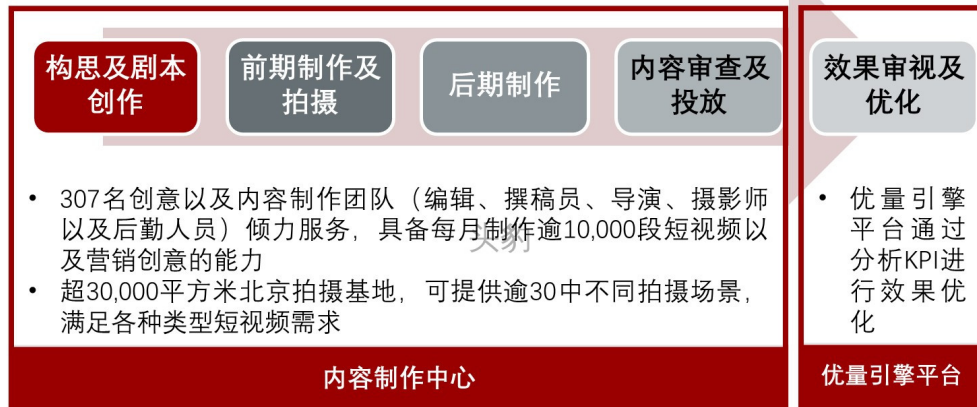 构思及剧本
创作
前期制作及
拍摄
后期制作
内容审查及
投放
效果审视及
优化
• 307名创意以及内容制作团队（编辑、撰稿员、导演、摄影师
以及后勤人员）倾力服务，具备每月制作逾10,000段短视频以
及营销创意的能力
• 超30,000平方米北京拍摄基地，可提供逾30中不同拍摄场景，
满足各种类型短视频需求
头豹
内容制作中心
• 优量引擎
平台通过
分析KPI进
行效果优
化
优量引擎平台